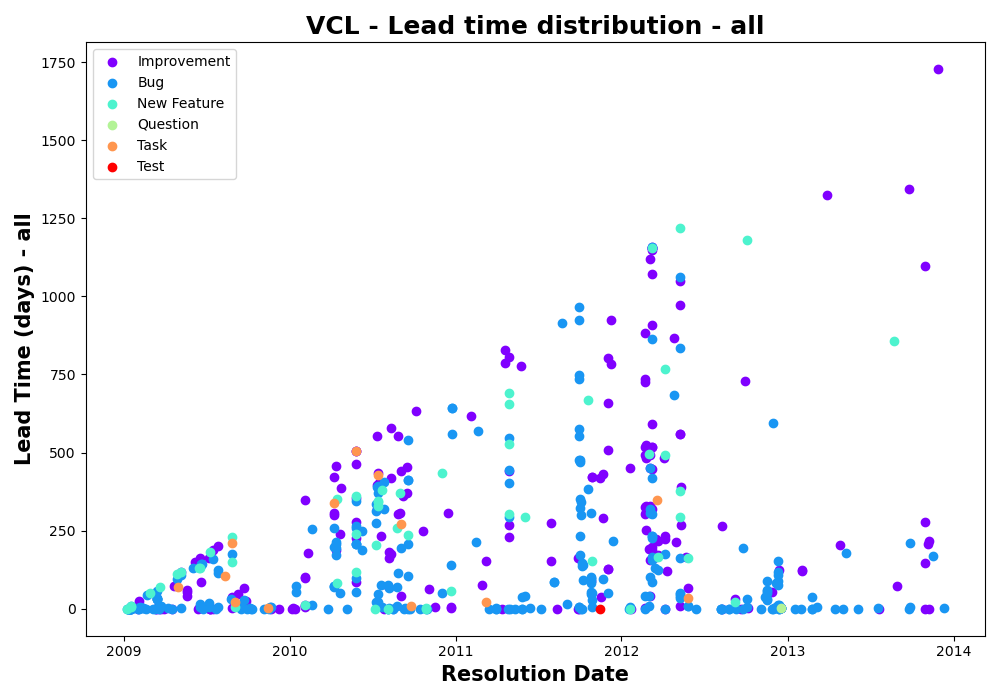 VCL - Lead time distribution - all
Improvement
Bug
New Feature
Question
Task
Test
Lead Time (days) - all
1750
1500
1250
1000
750
500
250
0
2009
2010
2011
2012
2013
2014
Resolution Date